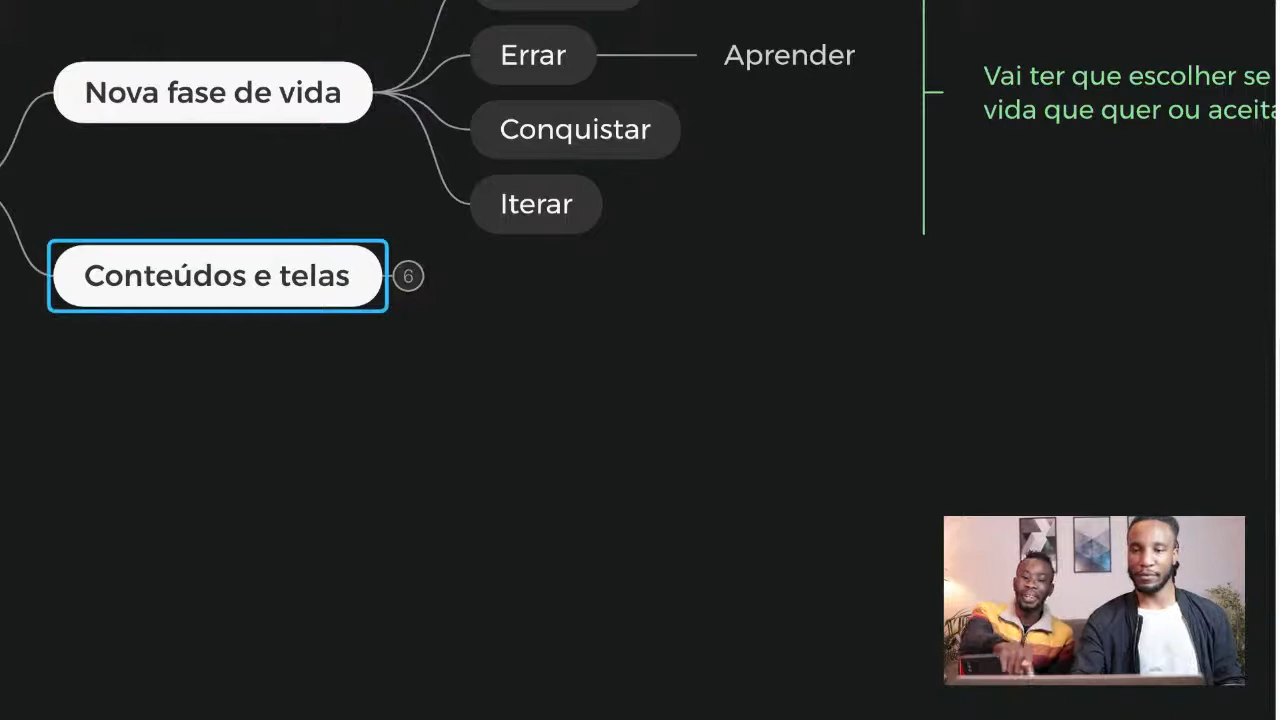 Errar
Aprender
Nova fase de vida
Conquistar
Iterar
Vai ter que escolher se
vida que quer ou aceita
Conteúdos e telas
6